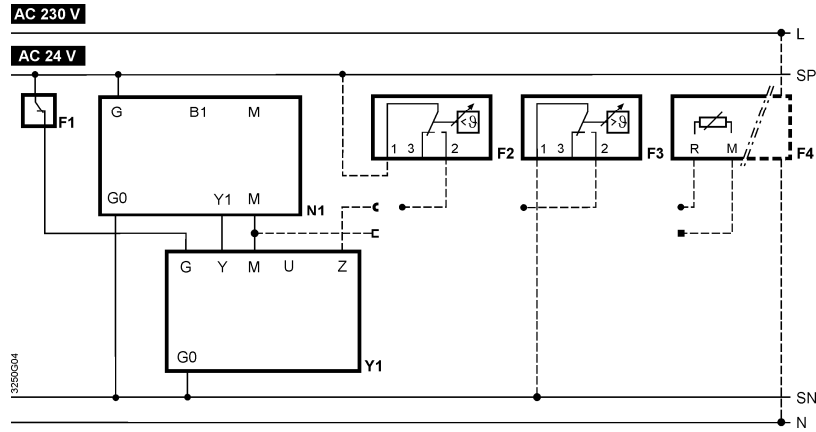 AC 230 V
L
AC 24 V
SP
F1
G B1 M
G0 Y1 M
N1
<ϑ
1 3 2
F2
>ϑ
1 3 2
F3
R M
F4
G Y M U Z
G0
Y1
3250G04
SN
N